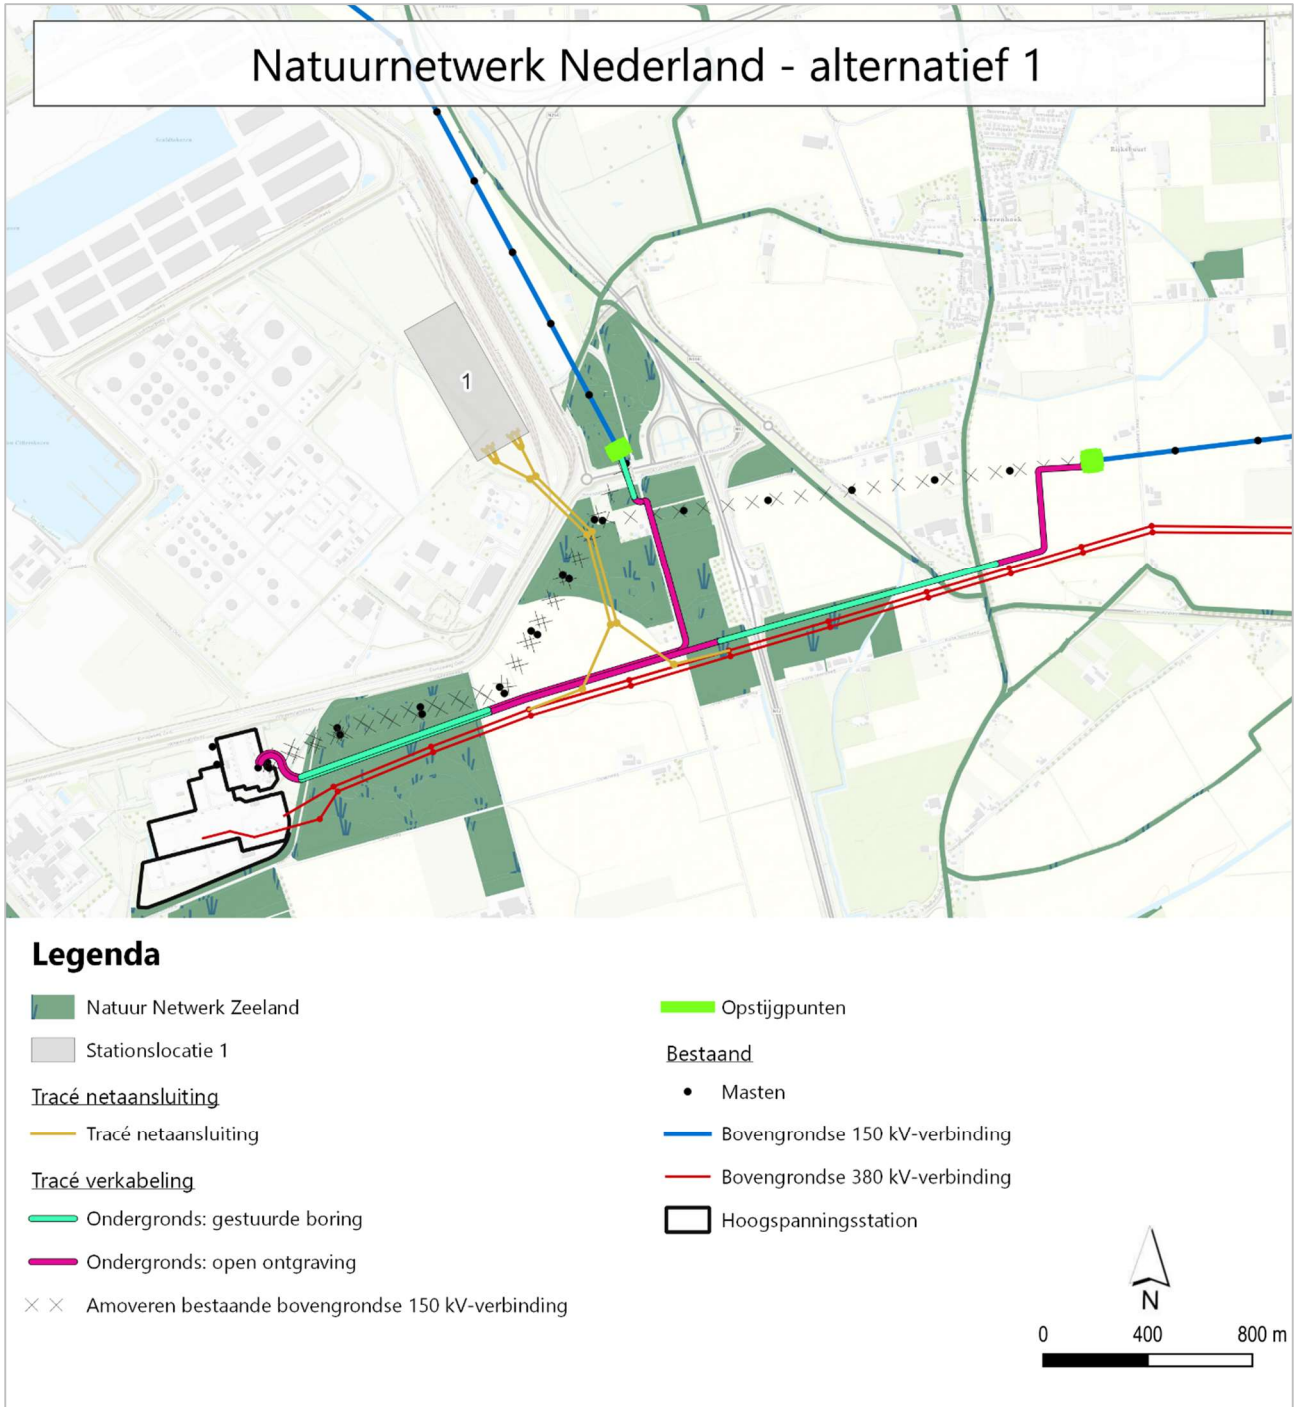 Natuurnetwerk Nederland - alternatief 1
1
Legenda
Natuur Netwerk Zeeland
Stationslocatie 1
Tracé netaansluiting
Tracé netaansluiting
Tracé verkabeling
Ondergronds: gestuurde boring
Ondergronds: open ontgraving
Amoveren bestaande bovengrondse 150 kV-verbinding
Opstijgpunten
Bestaand
Masten
Bovengrondse 150 kV-verbinding
Bovengrondse 380 kV-verbinding
Hoogspanningsstation
N
0 400 800 m